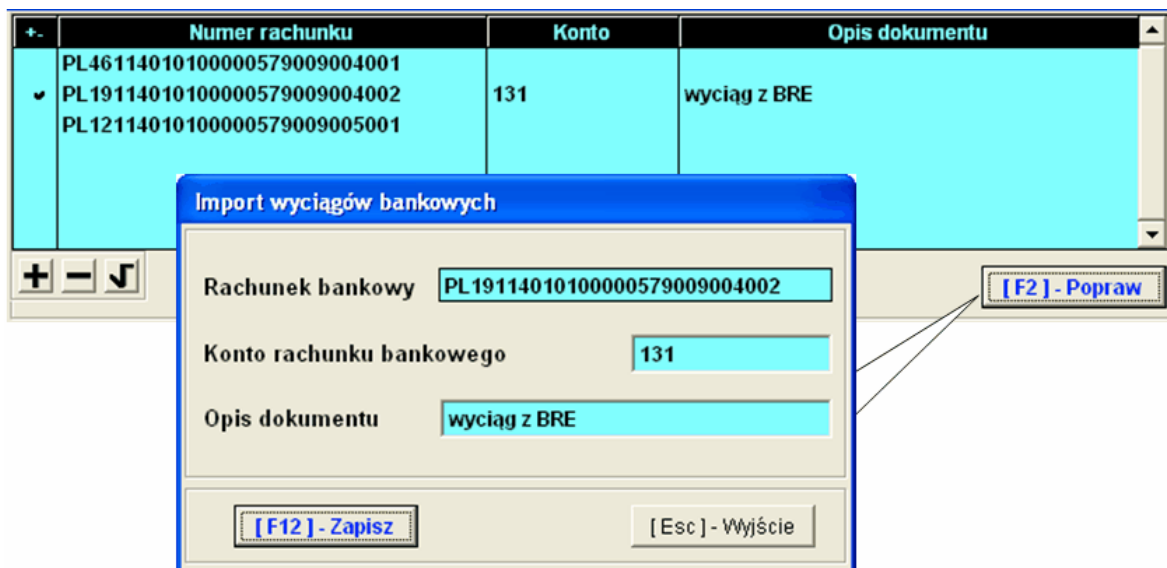 +- Numer rachunku Konto Opis dokumentu
PL46114010100000579009004001
PL19114010100000579009004002 131 wyciąg z BRE
PL12114010100000579009005001
Import wyciągów bankowych
Rachunek bankowy PL19114010100000579009004002
[ F2 ] - Popraw
Konto rachunku bankowego 131
Opis dokumentu wyciąg z BRE
[ F12 ] - Zapisz [ Esc ] - Wyjście